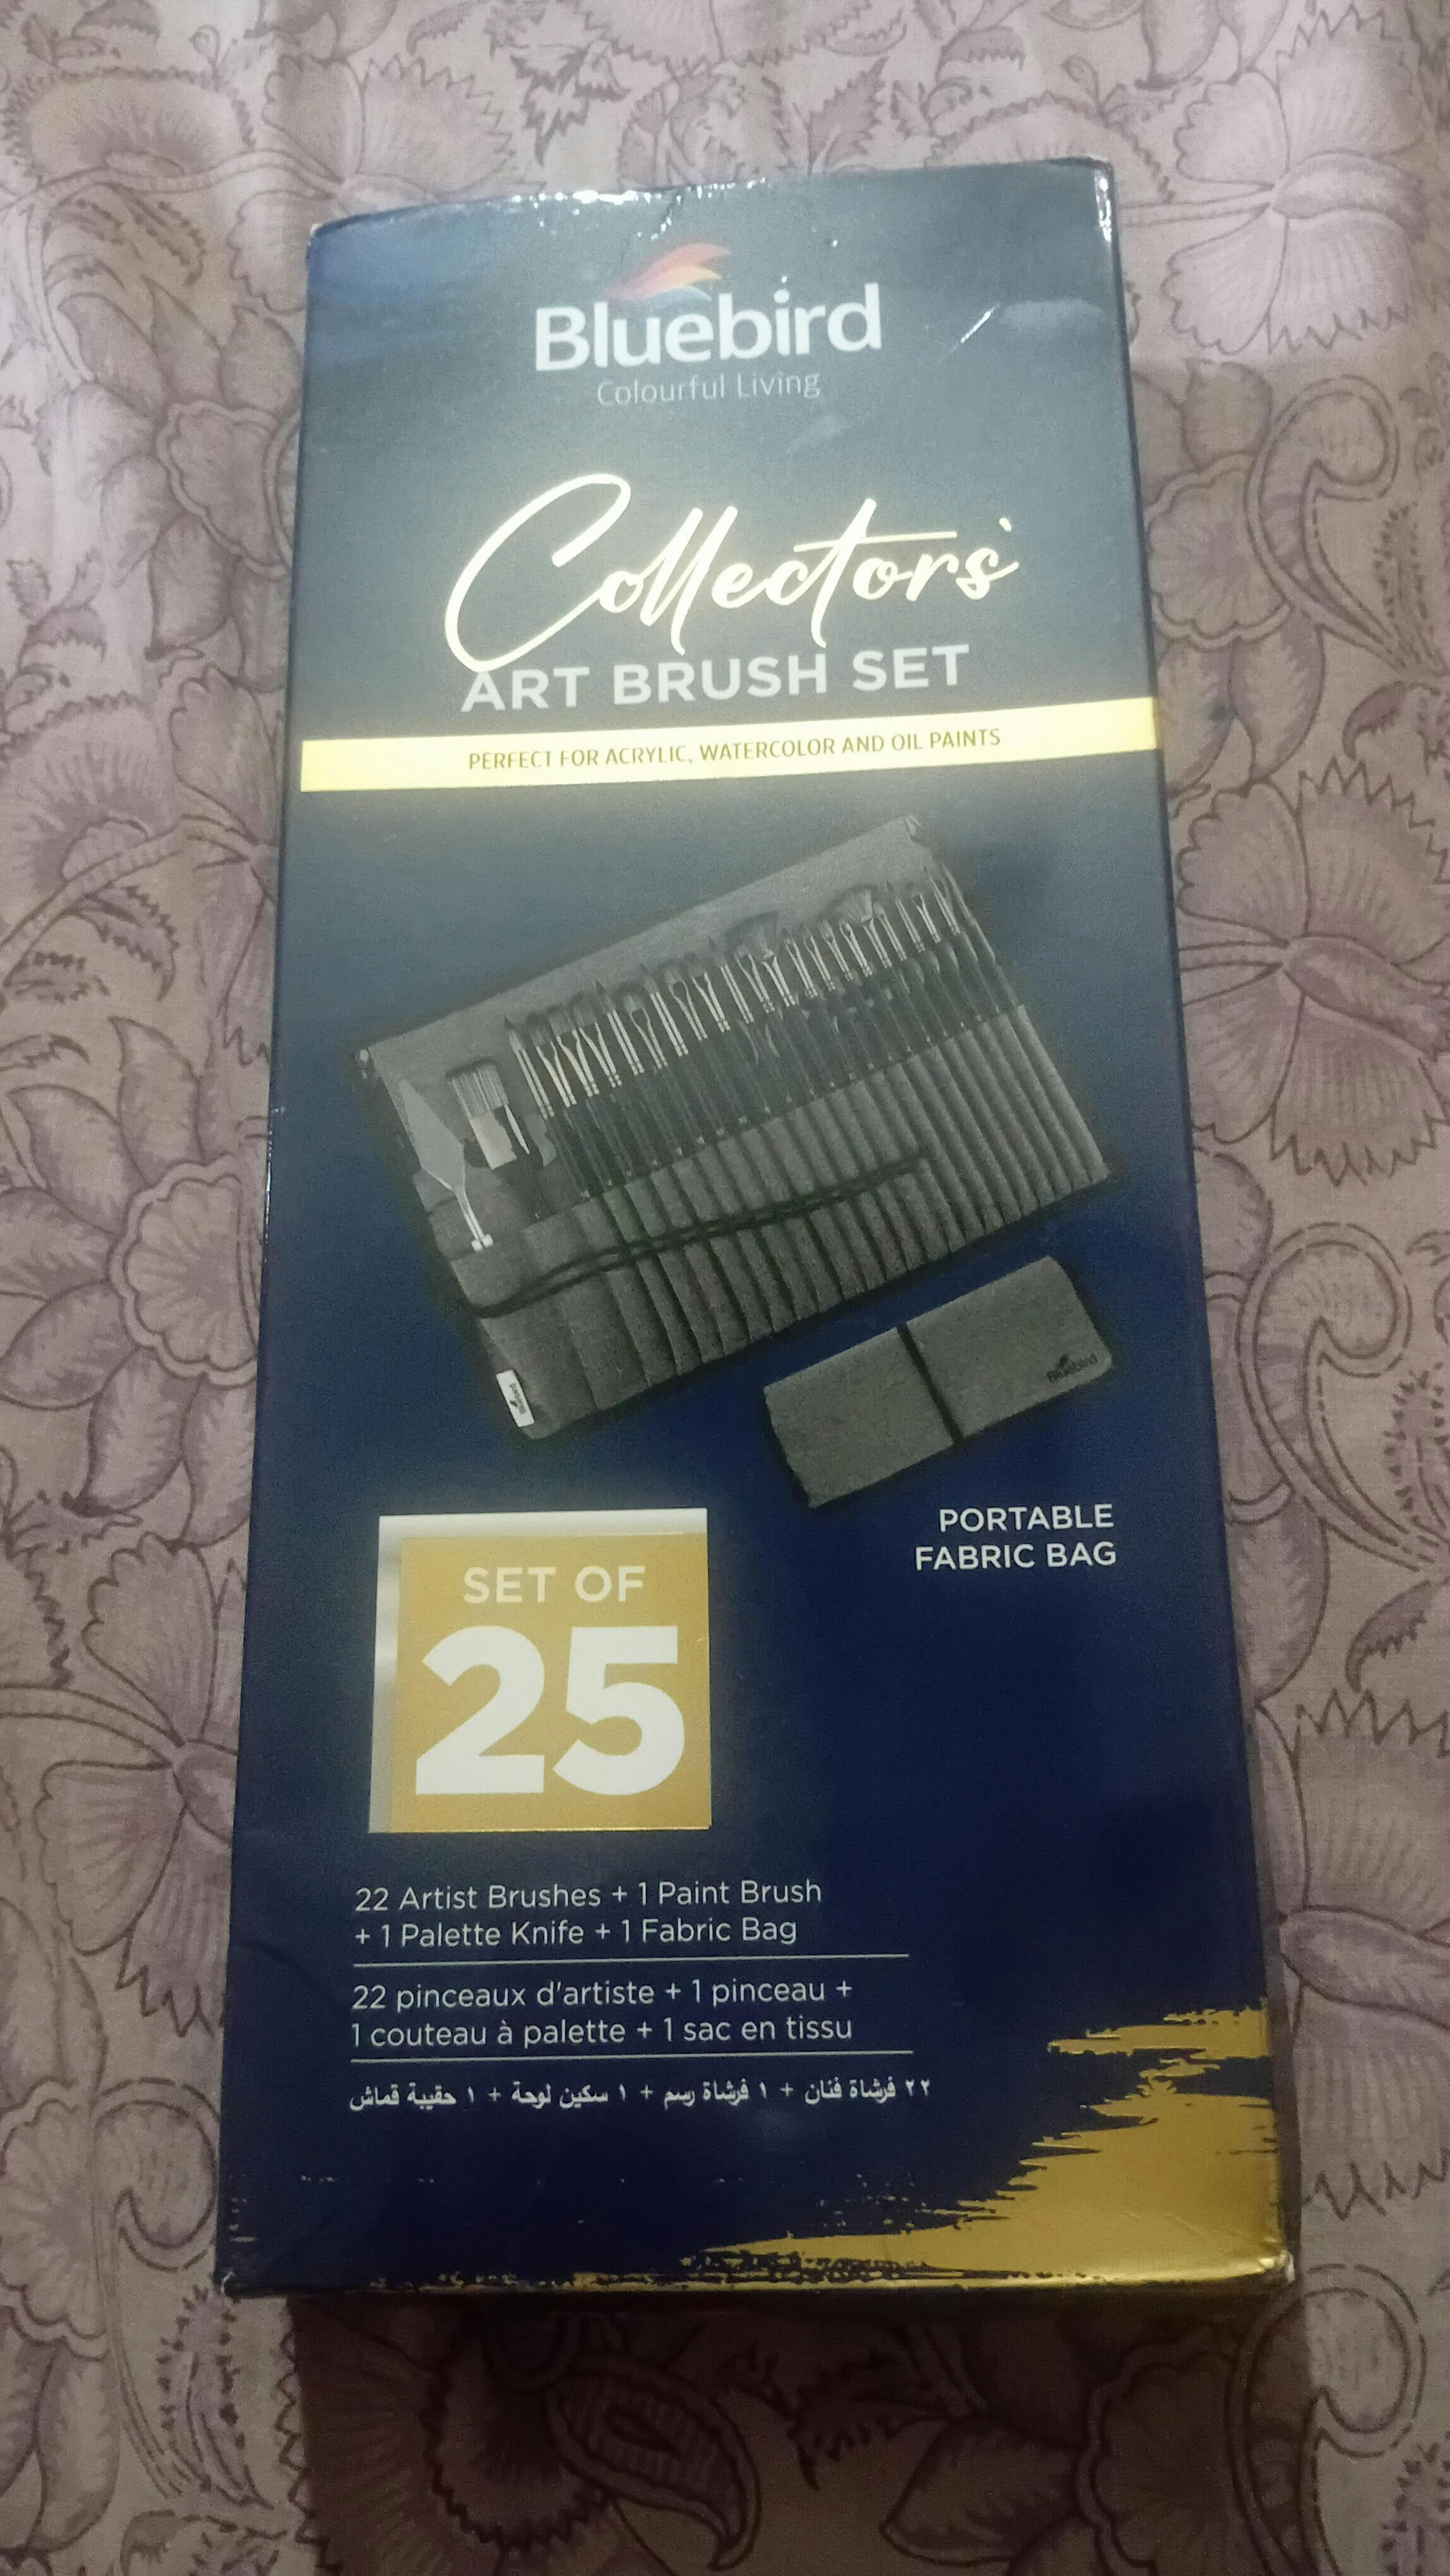 Bluebird
Colourful Living
Collectors'
ART BRUSH SET
PERFECT FOR ACRYLIC, WATERCOLOR AND OIL PAINTS
Bluebird
Bluebird
PORTABLE
FABRIC BAG
SET OF
25
22 Artist Brushes + 1 Paint Brush
+ 1 Palette Knife + 1 Fabric Bag
22 pinceaux d'artiste + 1 pinceau +
1 couteau à palette + 1 sac en tissu
٢٢ فرشاة فنان + ١ فرشاة رسم + ١ سكين لوحة + ١ حقيبة قماش